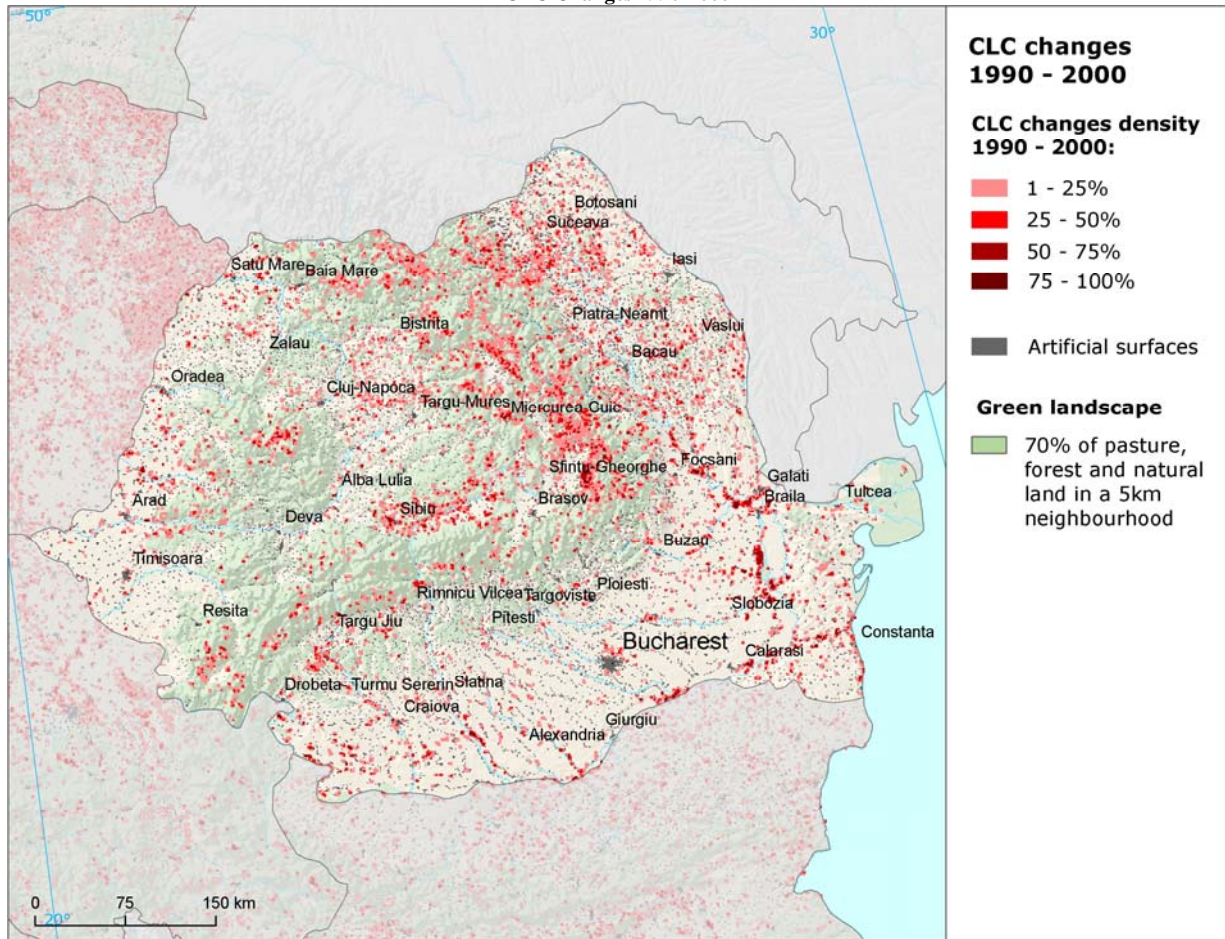 50°
30°
CLC changes
1990 - 2000
CLC changes density
1990 - 2000:
1 - 25%
25 - 50%
50 - 75%
75 - 100%
Artificial surfaces
Green landscape
70% of pasture,
forest and natural
land in a 5km
neighbourhood
Botosani
Suceava
Iasi
Satu Mare
Baia Mare
Piatra-Neamt
Bistrita
Vaslui
Zalau
Bacau
Oradea
Cluj-Napoca
Targu-Mures
Miercurea-Cuic
Sfintu-Gheorghe
Focsani
Alba Lulia
Galati
Arad
Sibiu
Brasov
Braila
Tulcea
Deva
Buzau
Timisoara
Rimnicu Vilcea
Targoviste
Ploiesti
Resita
Targu Jiu
Pitesti
Slobozia
Bucharest
Constanta
Calarasi
Drobeta
Turmu Sererin
Slatina
Craiova
Giurgiu
Alexandria
0 75 150 km
20°